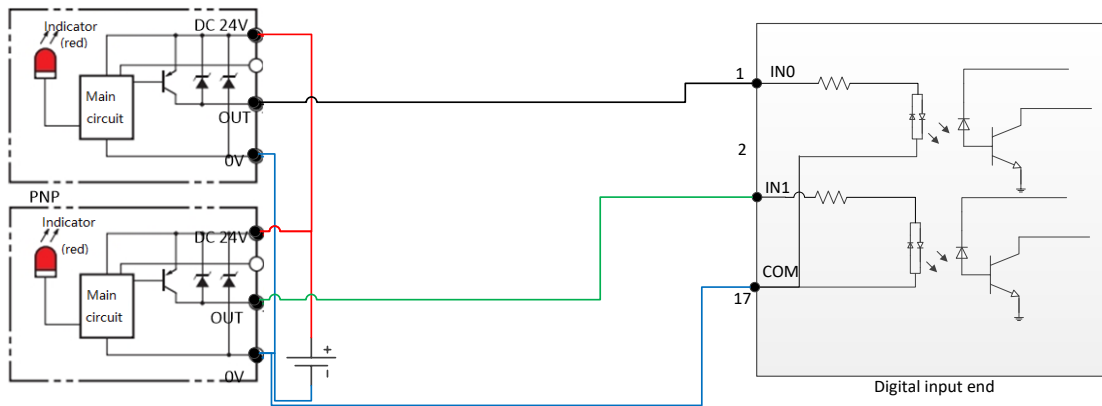 Indicator
(red)
DC 24V
Main
circuit
OUT
0V
PNP
Indicator
(red)
DC 24V
Main
circuit
OUT
0V
+
-
1
IN0
2
IN1
COM
17
Digital input end